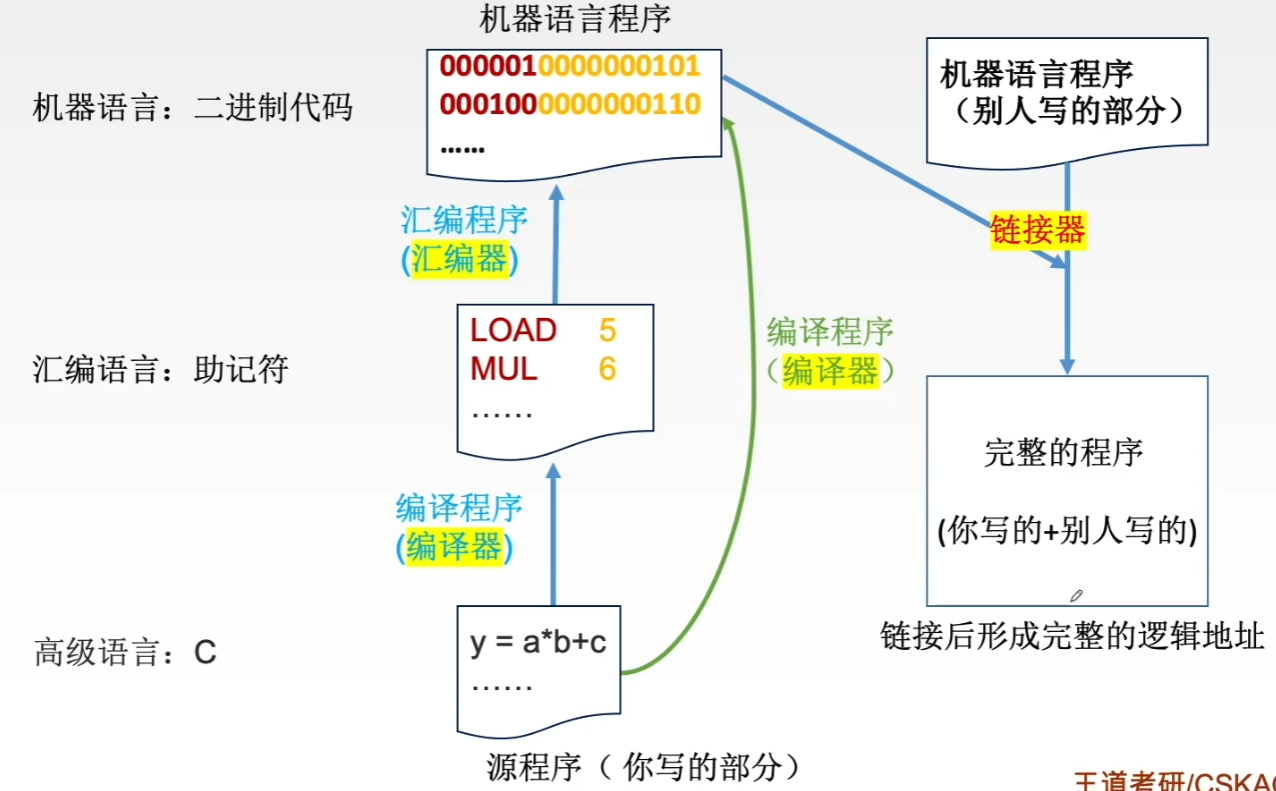 机器语言程序
0000010000000101
0001000000000110
……
机器语言：二进制代码
机器语言程序
（别人写的部分）
汇编程序
(汇编器)
链接器
LOAD 5
MUL 6
……
汇编语言：助记符
编译程序
（编译器）
完整的程序
(你写的+别人写的)
编译程序
(编译器)
链接后形成完整的逻辑地址
高级语言：C
y = a*b+c
……
源程序（ 你写的部分）
王道考研/CSKAO